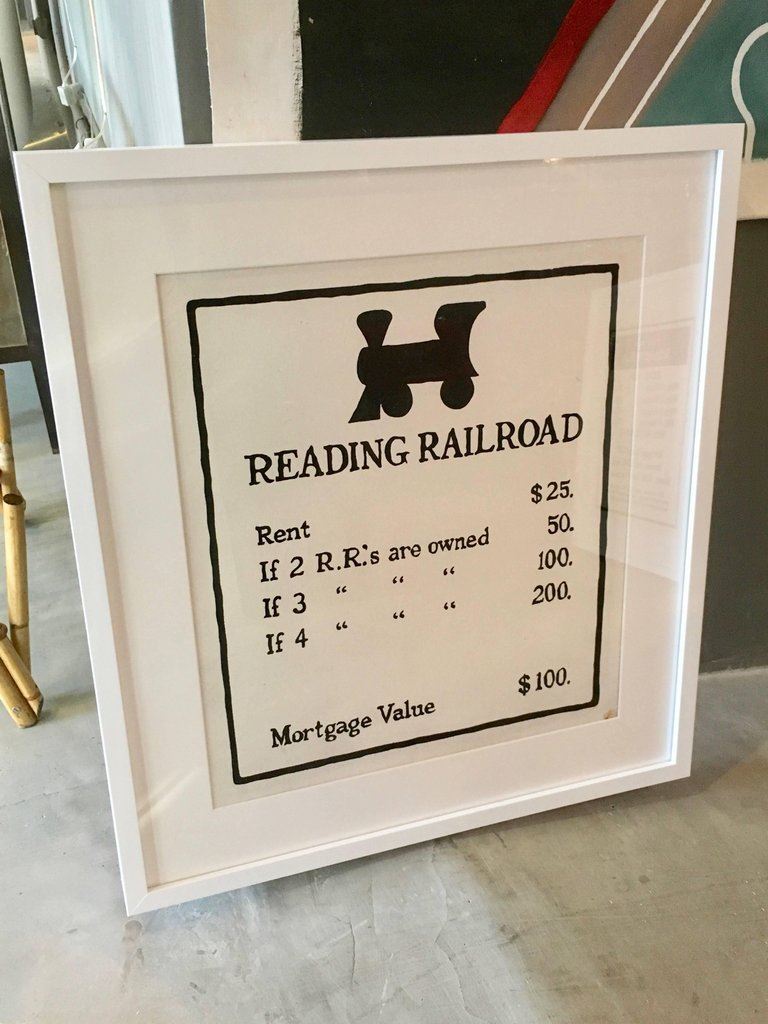 READING RAILROAD
Rent $25.
If 2 R.R.'s are owned 50.
If 3 “ “ “ 100.
If 4 “ “ “ 200.
Mortgage Value $100.